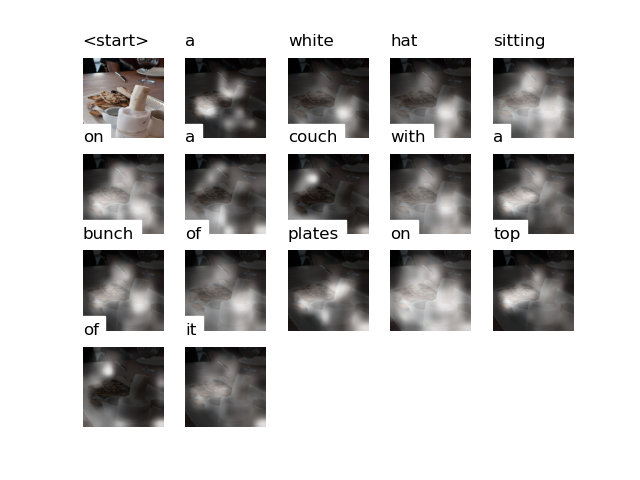 <start> a white hat sitting
on a couch with a
bunch of plates on top
of it